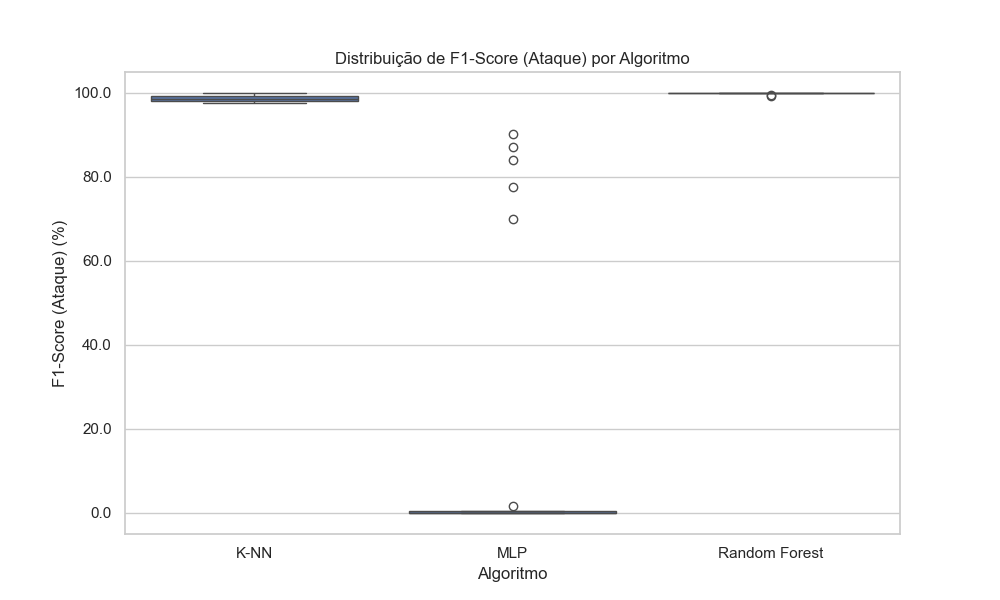 Distribuição de F1-Score (Ataque) por Algoritmo
100.0
80.0
60.0
40.0
20.0
0.0
F1-Score (Ataque) (%)
K-NN
MLP
Random Forest
Algoritmo